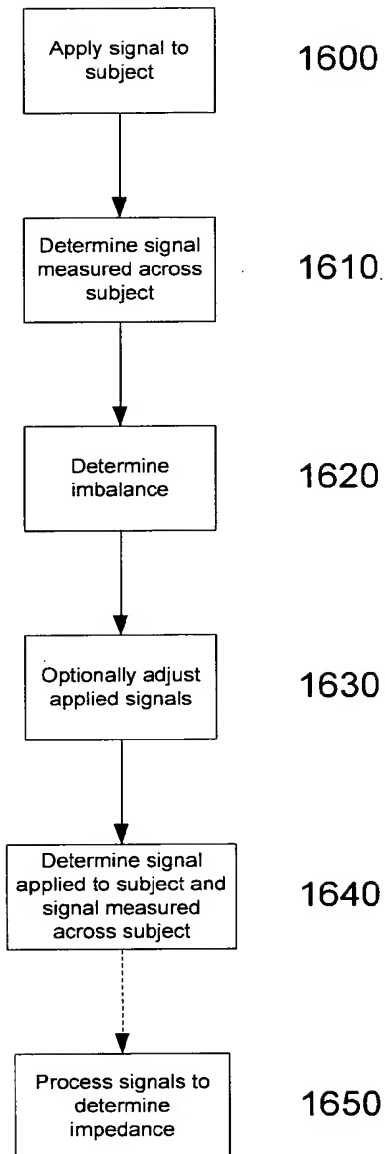 Apply signal to
subject
1600
Determine signal
measured across
subject
1610
Determine
imbalance
1620
Optionally adjust
applied signals
1630
Determine signal
applied to subject and
signal measured
across subject
1640
Process signals to
determine
impedance
1650